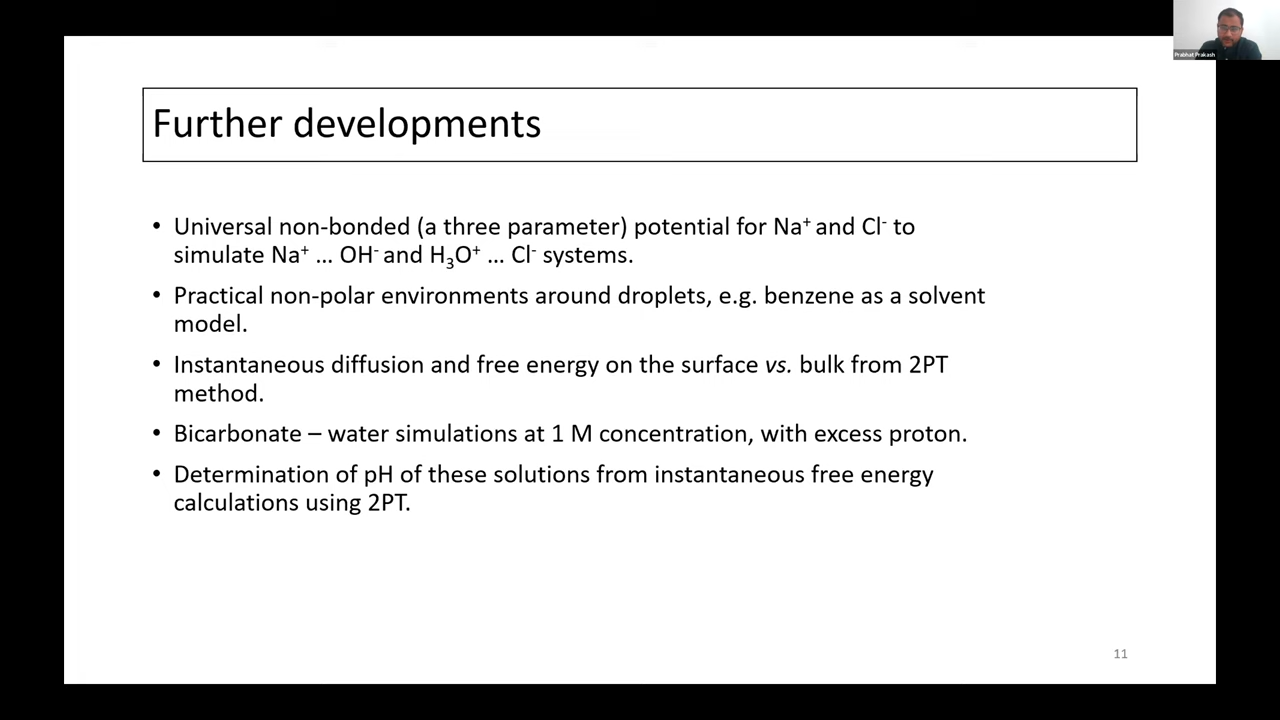 Prabhat Prakash
Further developments
• Universal non-bonded (a three parameter) potential for Na⁺ and Cl⁻ to
simulate Na⁺ ... OH⁻ and H₃O⁺ ... Cl⁻ systems.
• Practical non-polar environments around droplets, e.g. benzene as a solvent
model.
• Instantaneous diffusion and free energy on the surface vs. bulk from 2PT
method.
• Bicarbonate – water simulations at 1 M concentration, with excess proton.
• Determination of pH of these solutions from instantaneous free energy
calculations using 2PT.
11